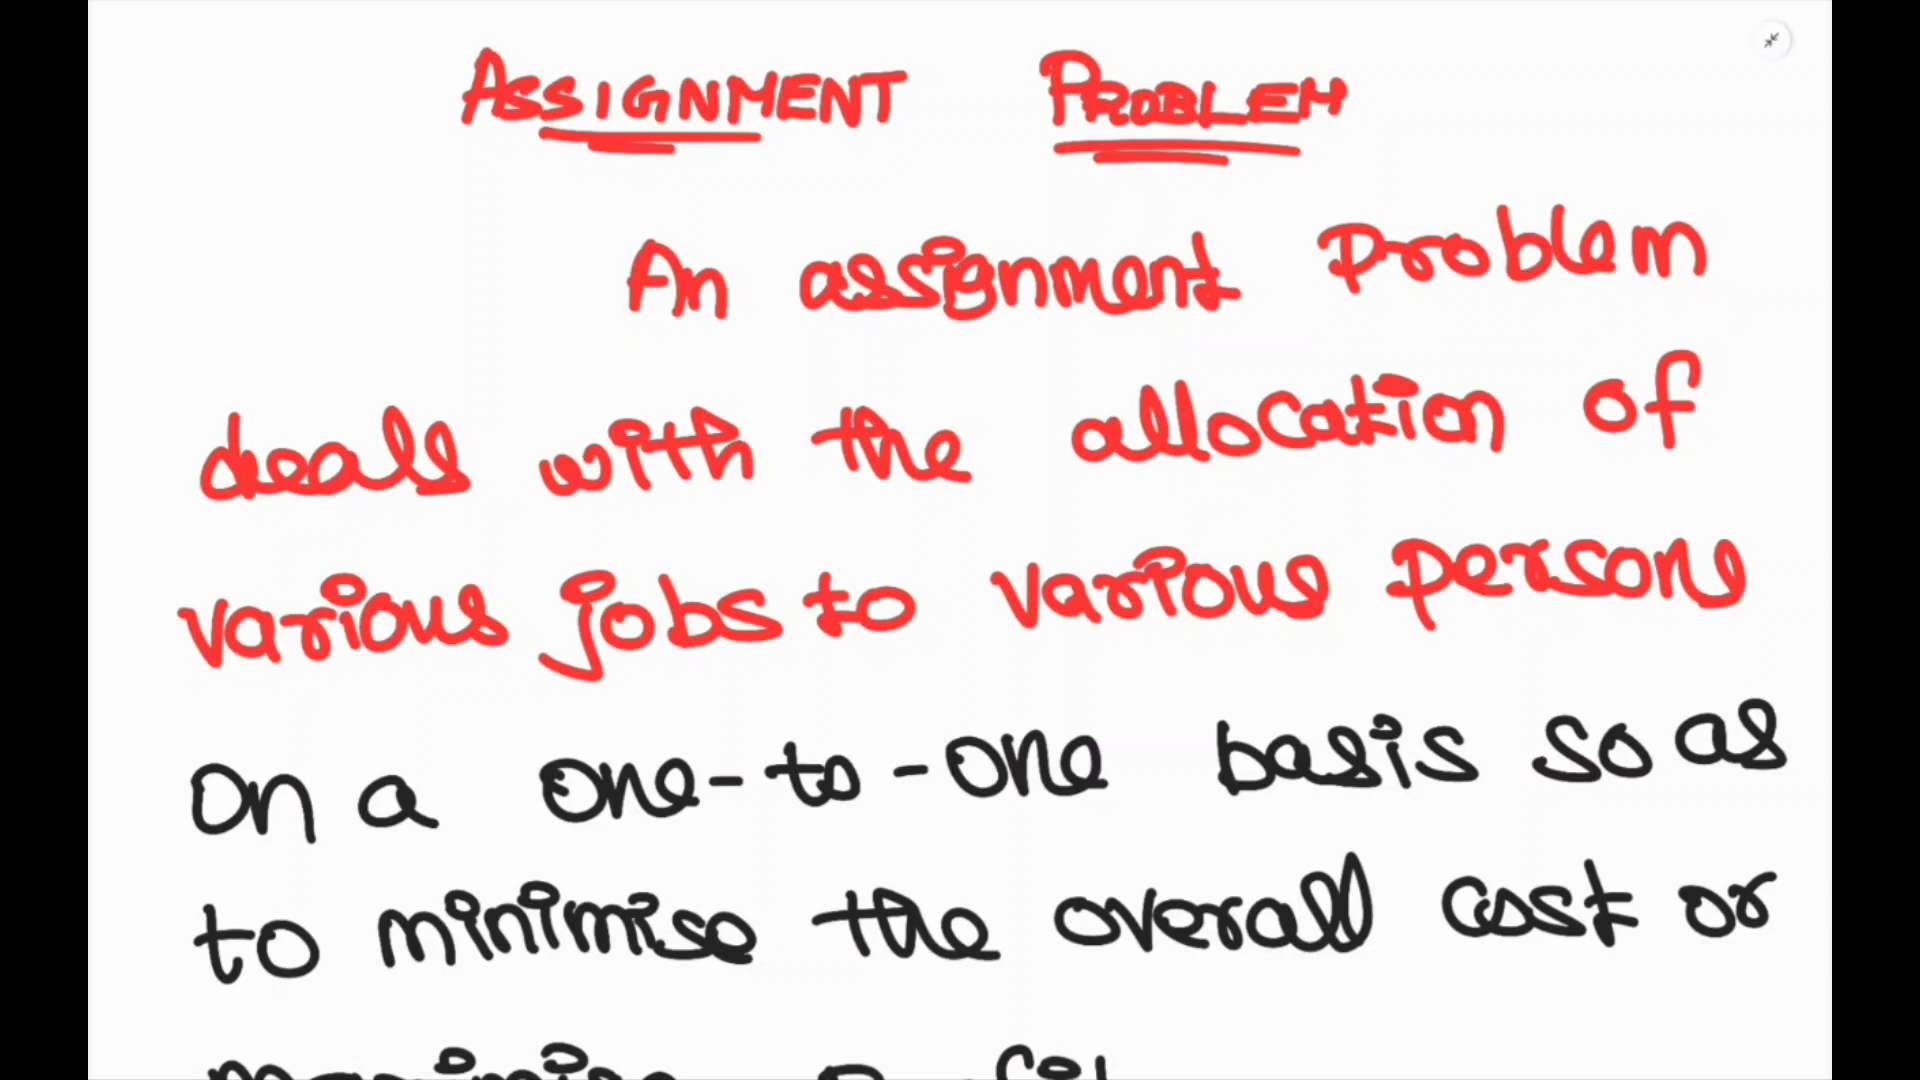 ASSIGNMENT PROBLEM
An assignment problem
deals with the allocation of
various jobs to various persons
on a one-to-one basis so as
to minimise the overall cost or